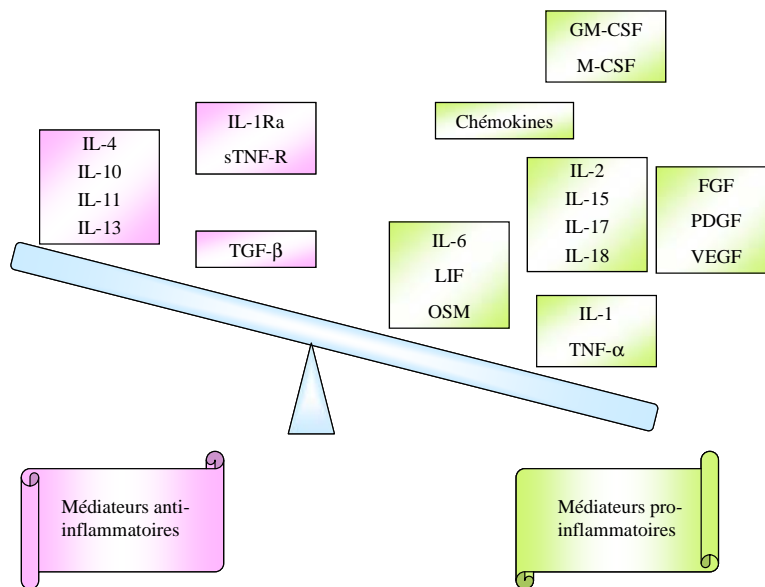 GM-CSF
M-CSF
IL-1Ra
sTNF-R
Chémokines
IL-4
IL-10
IL-11
IL-13
IL-2
IL-15
IL-17
IL-18
FGF
PDGF
VEGF
TGF-β
IL-6
LIF
OSM
IL-1
TNF-α
Médiateurs anti-
inflammatoires
Médiateurs pro-
inflammatoires